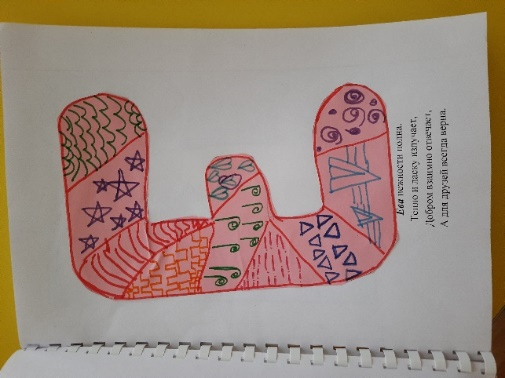 Ева нежности полна.
Тепло и ласку излучает,
Добром взаимно отвечает,
А для друзей всегда верна.